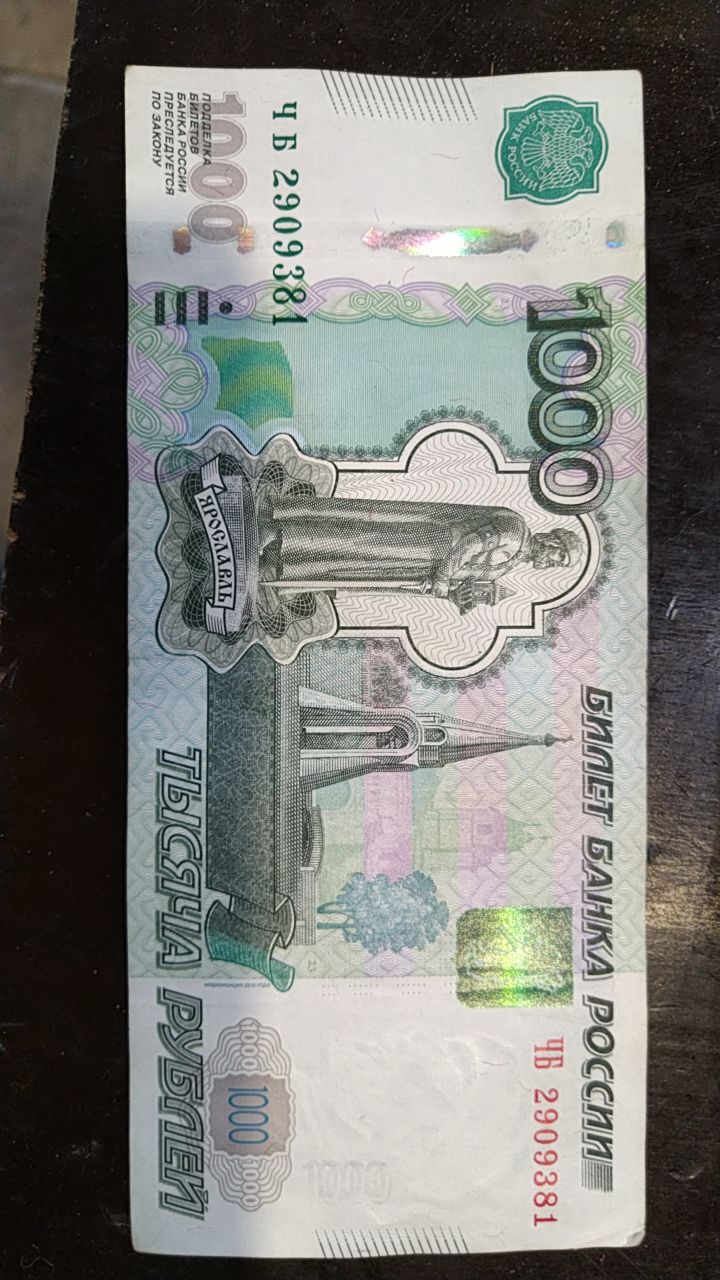 1000
БИЛЕТ БАНКА РОССИИ
ЧБ 2909381
БАНК РОССИИ
ЧБ 2909381
1000
ПОДДЕЛКА
БИЛЕТОВ
БАНКА РОССИИ
ПРЕСЛЕДУЕТСЯ
ПО ЗАКОНУ
ЯРОСЛАВЛЬ
1000
1000 1000 1000
ТЫСЯЧА РУБЛЕЙ